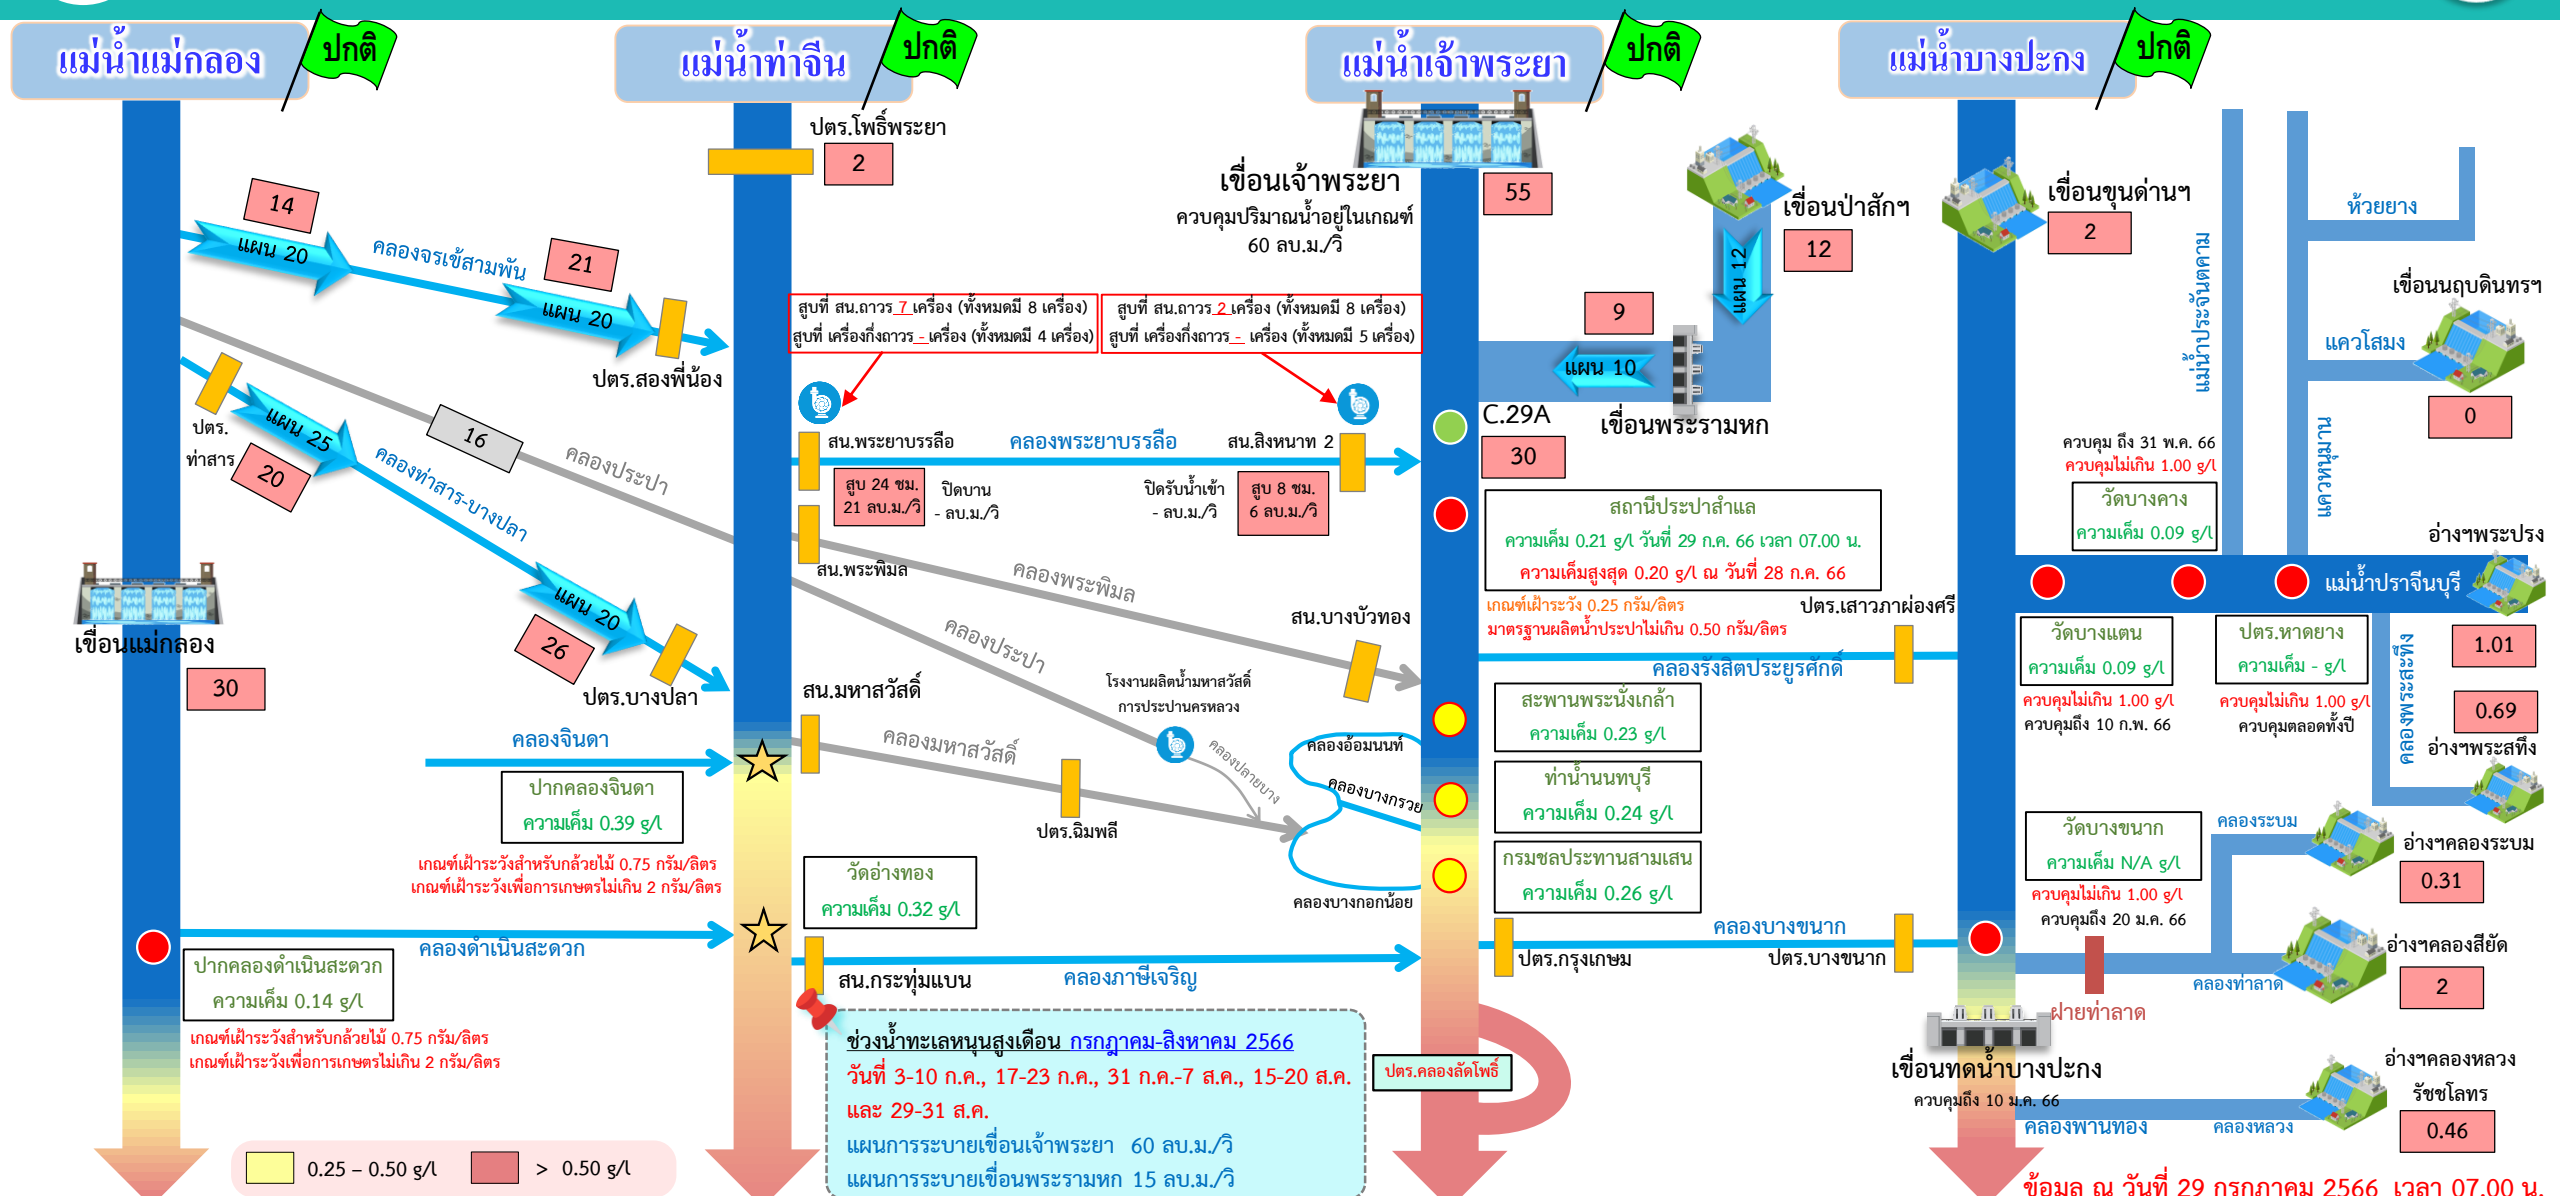 แม่น้ำแม่กลอง
ปกติ
แม่น้ำท่าจีน
ปกติ
แม่น้ำเจ้าพระยา
ปกติ
แม่น้ำบางปะกง
ปกติ
14
แผน 20
คลองจรเข้สามพัน
21
แผน 20
ปตร.สองพี่น้อง
ปตร.
ท่าสาร
แผน 25
20
คลองท่าสาร-บางปลา
16
คลองประปา
แผน 20
26
ปตร.บางปลา
เขื่อนแม่กลอง
30
คลองจินดา
ปากคลองจินดา
ความเค็ม 0.39 g/l
เกณฑ์เฝ้าระวังสำหรับกล้วยไม้ 0.75 กรัม/ลิตร
เกณฑ์เฝ้าระวังเพื่อการเกษตรไม่เกิน 2 กรัม/ลิตร
คลองดำเนินสะดวก
ปากคลองดำเนินสะดวก
ความเค็ม 0.14 g/l
เกณฑ์เฝ้าระวังสำหรับกล้วยไม้ 0.75 กรัม/ลิตร
เกณฑ์เฝ้าระวังเพื่อการเกษตรไม่เกิน 2 กรัม/ลิตร
0.25 – 0.50 g/l
> 0.50 g/l
ปตร.โพธิ์พระยา
2
สูบที่ สน.ถาวร 7 เครื่อง (ทั้งหมดมี 8 เครื่อง)
สูบที่ เครื่องกึ่งถาวร - เครื่อง (ทั้งหมดมี 4 เครื่อง)
สูบที่ สน.ถาวร 2 เครื่อง (ทั้งหมดมี 8 เครื่อง)
สูบที่ เครื่องกึ่งถาวร - เครื่อง (ทั้งหมดมี 5 เครื่อง)
สน.พระยาบรรลือ
คลองพระยาบรรลือ
สน.สิงหนาท 2
สูบ 24 ชม.
21 ลบ.ม./วิ
ปิดบาน
- ลบ.ม./วิ
ปิดรับน้ำเข้า
- ลบ.ม./วิ
สูบ 8 ชม.
6 ลบ.ม./วิ
สน.พระพิมล
คลองพระพิมล
สน.บางบัวทอง
คลองประปา
โรงงานผลิตน้ำมหาสวัสดิ์
การประปานครหลวง
สน.มหาสวัสดิ์
คลองมหาสวัสดิ์
คลองปลายบาง
ปตร.ฉิมพลี
คลองอ้อมนนท์
คลองบางกรวย
คลองบางกอกน้อย
วัดอ่างทอง
ความเค็ม 0.32 g/l
สน.กระทุ่มแบน
คลองภาษีเจริญ
ช่วงน้ำทะเลหนุนสูงเดือน กรกฎาคม-สิงหาคม 2566
วันที่ 3-10 ก.ค., 17-23 ก.ค., 31 ก.ค.-7 ส.ค., 15-20 ส.ค.
และ 29-31 ส.ค.
แผนการระบายเขื่อนเจ้าพระยา 60 ลบ.ม./วิ
แผนการระบายเขื่อนพระรามหก 15 ลบ.ม./วิ
เขื่อนเจ้าพระยา
ควบคุมปริมาณน้ำอยู่ในเกณฑ์
60 ลบ.ม./วิ
55
เขื่อนป่าสักฯ
12
แผน 12
9
แผน 10
เขื่อนพระรามหก
C.29A
30
สถานีประปาสำแล
ความเค็ม 0.21 g/l วันที่ 29 ก.ค. 66 เวลา 07.00 น.
ความเค็มสูงสุด 0.20 g/l ณ วันที่ 28 ก.ค. 66
เกณฑ์เฝ้าระวัง 0.25 กรัม/ลิตร
มาตรฐานผลิตน้ำประปาไม่เกิน 0.50 กรัม/ลิตร
ปตร.เสาวภาผ่องศรี
คลองรังสิตประยูรศักดิ์
สะพานพระนั่งเกล้า
ความเค็ม 0.23 g/l
ท่าน้ำนนทบุรี
ความเค็ม 0.24 g/l
กรมชลประทานสามเสน
ความเค็ม 0.26 g/l
คลองบางขนาก
ปตร.กรุงเกษม
ปตร.บางขนาก
ปตร.คลองลัดโพธิ์
เขื่อนขุนด่านฯ
2
แม่น้ำประจันตคาม
ห้วยยาง
เขื่อนนฤบดินทรฯ
แควโสมง
0
แควหนุมาน
ควบคุม ถึง 31 พ.ค. 66
ควบคุมไม่เกิน 1.00 g/l
วัดบางคาง
ความเค็ม 0.09 g/l
อ่างฯพระปรง
แม่น้ำปราจีนบุรี
1.01
วัดบางแตน
ความเค็ม 0.09 g/l
ควบคุมไม่เกิน 1.00 g/l
ควบคุมถึง 10 ก.พ. 66
ปตร.หาดยาง
ความเค็ม - g/l
ควบคุมไม่เกิน 1.00 g/l
ควบคุมตลอดทั้งปี
คลองพระสะทึง
0.69
อ่างฯพระสทึง
วัดบางขนาก
ความเค็ม N/A g/l
ควบคุมไม่เกิน 1.00 g/l
ควบคุมถึง 20 ม.ค. 66
คลองระบม
อ่างฯคลองระบม
0.31
อ่างฯคลองสียัด
2
คลองท่าลาด
ฝายท่าลาด
เขื่อนทดน้ำบางปะกง
ควบคุมถึง 10 ม.ค. 66
คลองพานทอง
คลองหลวง
อ่างฯคลองหลวง
รัชชโลทร
0.46
ข้อมูล ณ วันที่ 29 กรกฎาคม 2566 เวลา 07.00 น.